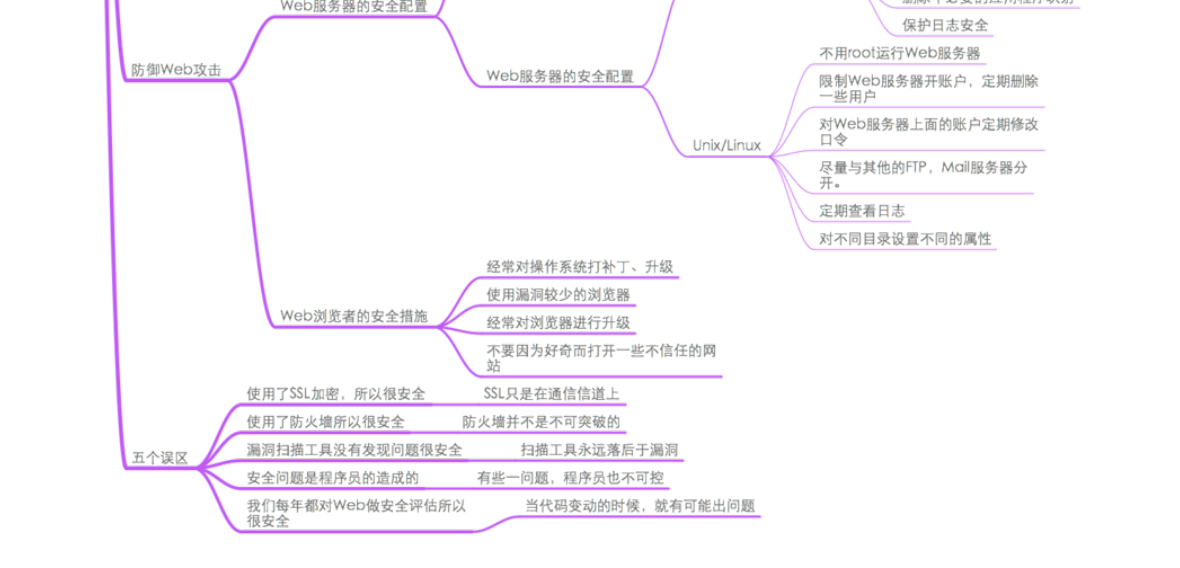 Web服务器的安全配置
保护日志安全
不用root运行Web服务器
防御Web攻击
Web服务器的安全配置
限制Web服务器开账户，定期删除
一些用户
对Web服务器上面的账户定期修改
口令
Unix/Linux
尽量与其他的FTP，Mail服务器分
开。
定期查看日志
对不同目录设置不同的属性
经常对操作系统打补丁、升级
使用漏洞较少的浏览器
Web浏览者的安全措施
经常对浏览器进行升级
不要因为好奇而打开一些不信任的网
站
使用了SSL加密，所以很安全
SSL只是在通信信道上
使用了防火墙所以很安全
防火墙并不是不可突破的
漏洞扫描工具没有发现问题很安全
扫描工具永远落后于漏洞
五个误区
安全问题是程序员的造成的
有些一问题，程序员也不可控
我们每年都对Web做安全评估所以
很安全
当代码变动的时候，就有可能出问题